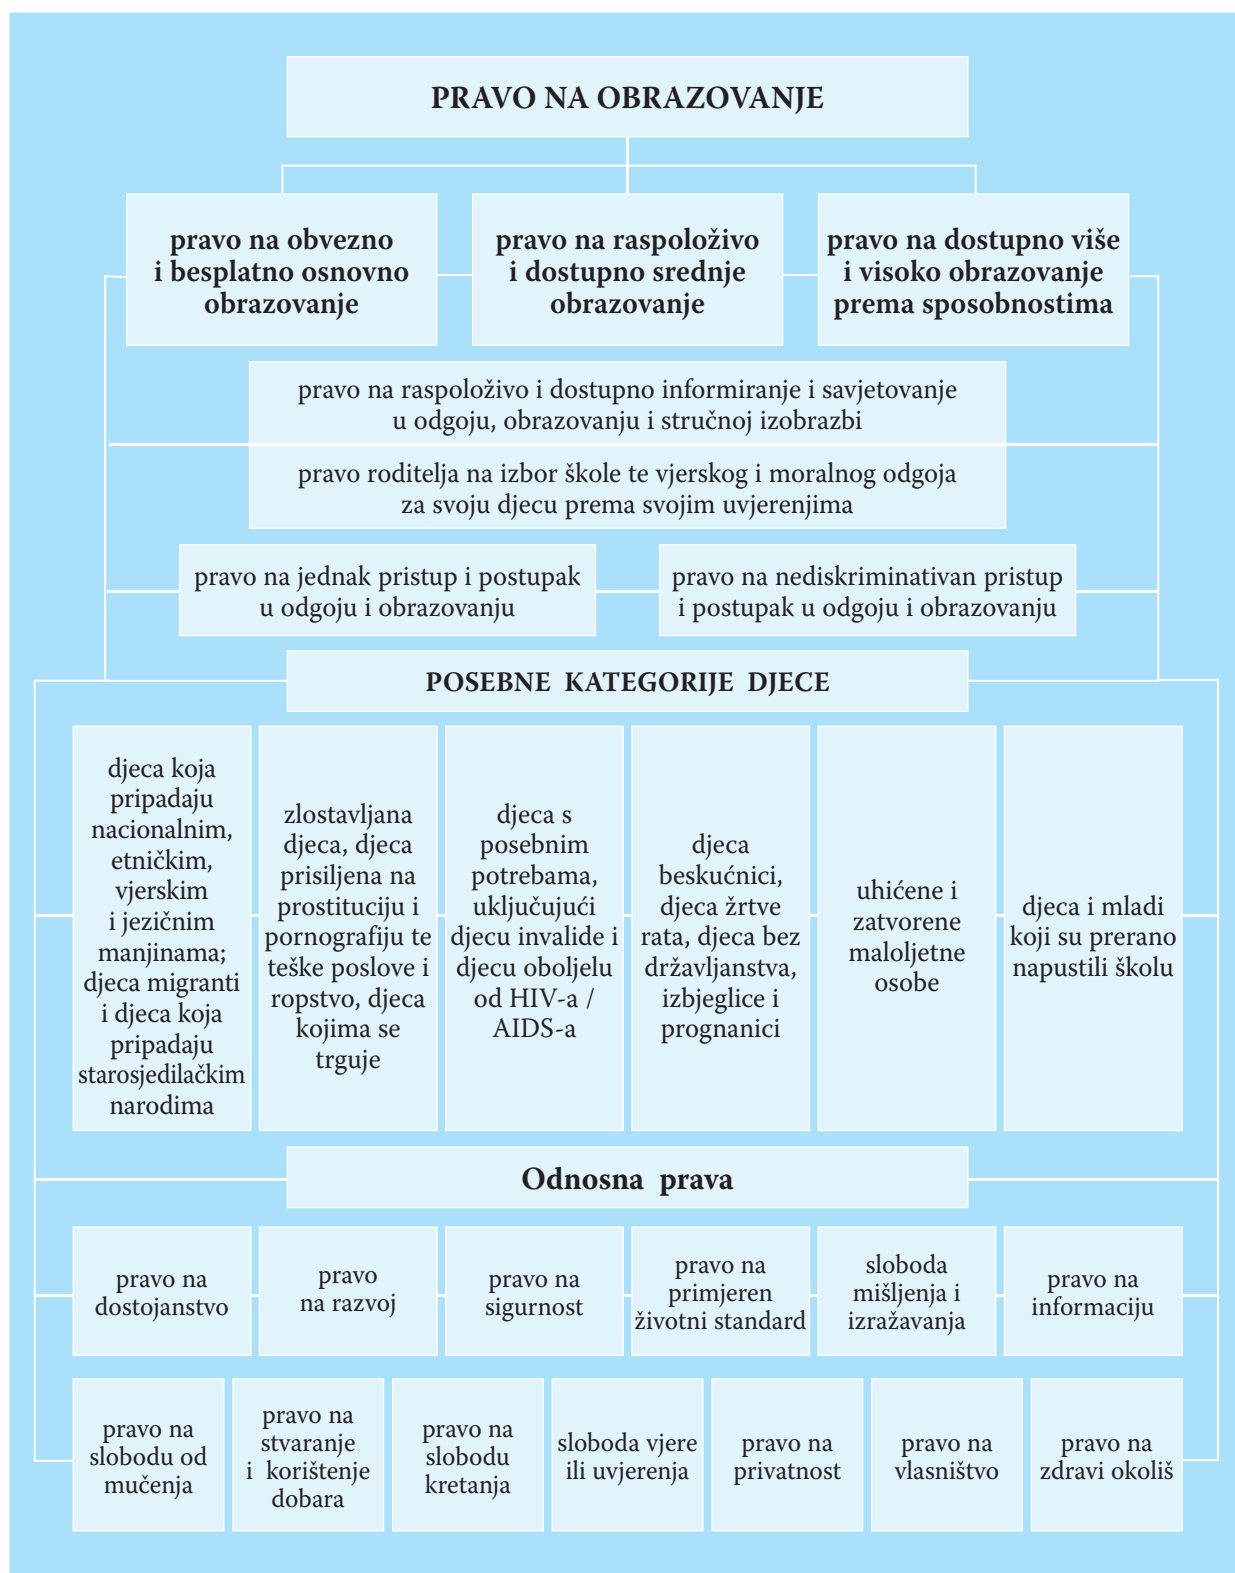 PRAVO NA OBRAZOVANJE
pravo na obvezno
i besplatno osnovno
obrazovanje
pravo na raspoloživo
i dostupno srednje
obrazovanje
pravo na dostupno više
i visoko obrazovanje
prema sposobnostima
pravo na raspoloživo i dostupno informiranje i savjetovanje
u odgoju, obrazovanju i stručnoj izobrazbi
pravo roditelja na izbor škole te vjerskog i moralnog odgoja
za svoju djecu prema svojim uvjerenjima
pravo na jednak pristup i postupak
u odgoju i obrazovanju
pravo na nediskriminativan pristup
i postupak u odgoju i obrazovanju
POSEBNE KATEGORIJE DJECE
djeca koja
pripadaju
nacionalnim,
etničkim,
vjerskim
i jezičnim
manjinama;
djeca migranti
i djeca koja
pripadaju
starosjedilačkim
narodima
zlostavljana
djeca, djeca
prisiljena na
prostituciju i
pornografiju te
teške poslove i
ropstvo, djeca
kojima se
trguje
djeca s
posebnim
potrebama,
uključujući
djecu invalide i
djecu oboljelu
od HIV-a /
AIDS-a
djeca
beskućnici,
djeca žrtve
rata, djeca bez
državljanstva,
izbjeglice i
prognanici
uhićene i
zatvorene
maloljetne
osobe
djeca i mladi
koji su prerano
napustili školu
Odnosna prava
pravo na
dostojanstvo
pravo
na razvoj
pravo na
sigurnost
pravo na
primjeren
životni standard
sloboda
mišljenja i
izražavanja
pravo na
informaciju
pravo na
slobodu od
mučenja
pravo na
stvaranje
i korištenje
dobara
pravo na
slobodu
kretanja
sloboda vjere
ili uvjerenja
pravo na
privatnost
pravo na
vlasništvo
pravo na
zdravi okoliš